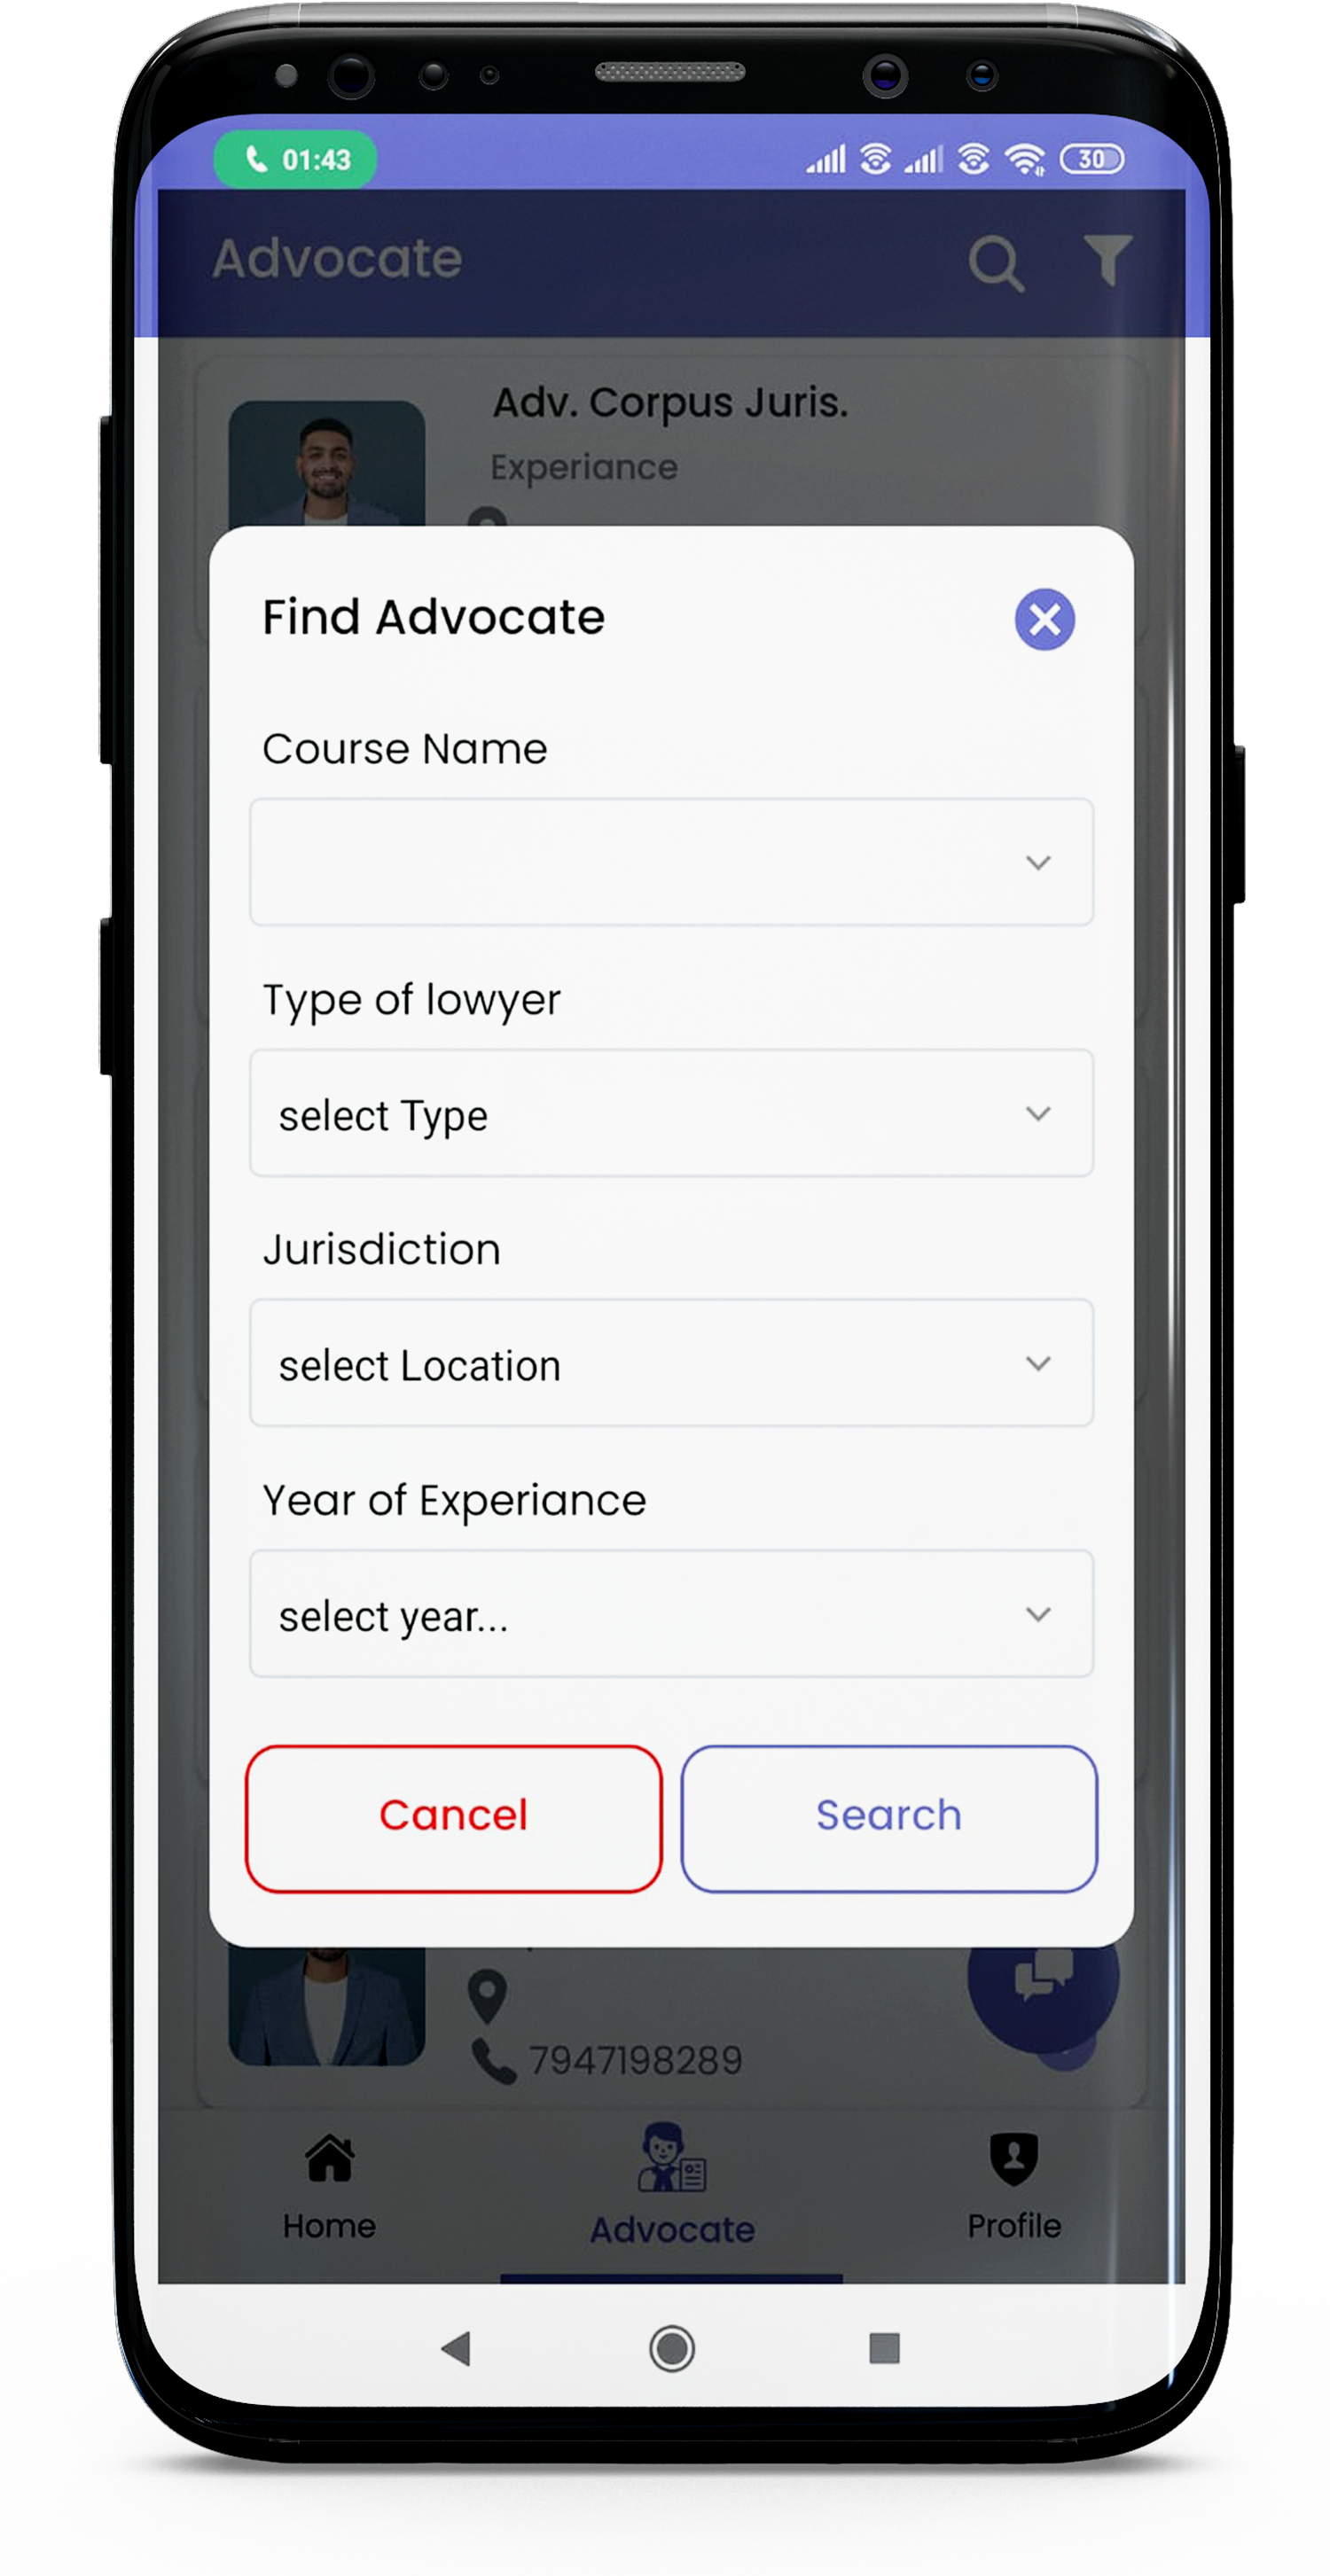 01:43
30
Advocate
Adv. Corpus Juris.
Experiance
Find Advocate
Course Name
Type of lowyer
select Type
Jurisdiction
select Location
Year of Experiance
select year...
Cancel
Search
7947198289
Home
Advocate
Profile